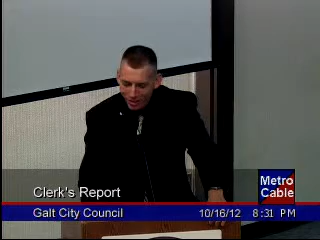 Clerk's Report
Metro
Cable
Galt City Council
10/16/12 8:31 PM